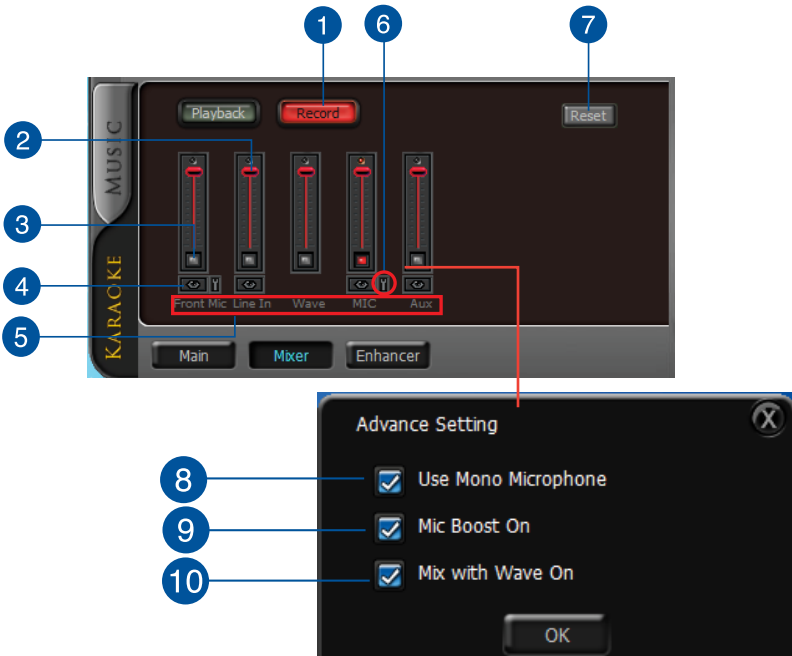 1
6
7
MUSIC
Playback
Record
Reset
2
3
4
KARAOKE
Front Mic Line In Wave MIC Aux
5
Main Mixer Enhancer
Advance Setting
X
8
Use Mono Microphone
9
Mic Boost On
10
Mix with Wave On
OK